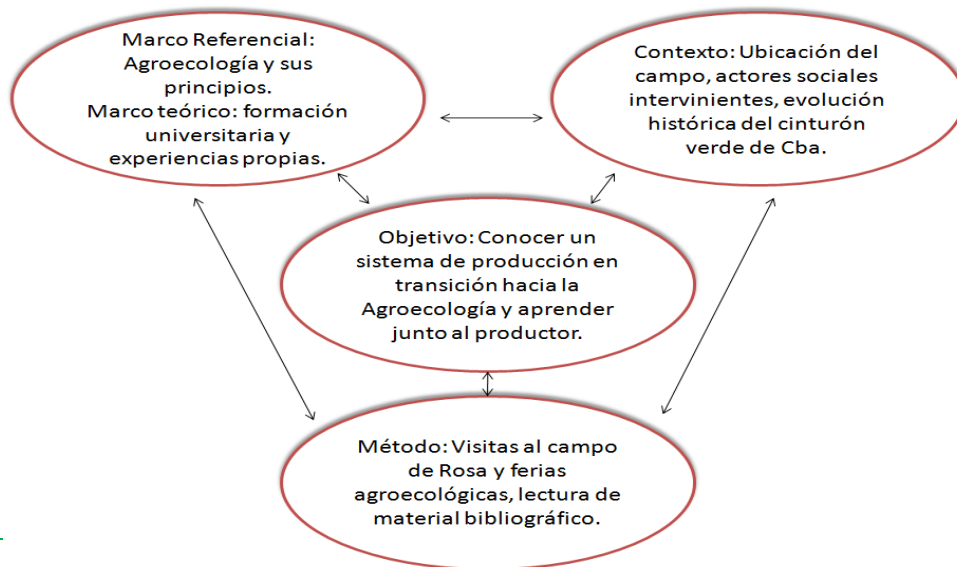 Marco Referencial:
Agroecología y sus
principios.
Marco teórico: formación
universitaria y
experiencias propias.
Contexto: Ubicación del
campo, actores sociales
intervinientes, evolución
histórica del cinturón
verde de Cba.
Objetivo: Conocer un
sistema de producción en
transición hacia la
Agroecología y aprender
junto al productor.
Método: Visitas al campo
de Rosa y ferias
agroecológicas, lectura de
material bibliográfico.